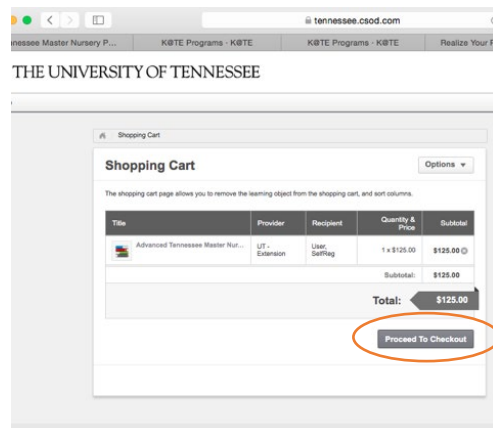 tennessee.csod.com
nnessee Master Nursery P...
K@TE Programs - K@TE
K@TE Programs - K@TE
Realize Your
THE UNIVERSITY OF TENNESSEE
Shopping Cart
Shopping Cart
Options
The shopping cart page allows you to remove the learning object from the shopping cart, and sort columns.
Title Provider Recipient Quantity & Price Subtotal
Advanced Tennessee Master Nur... UT - Extension User, SelfReg 1 x $125.00 $125.00
Subtotal: $125.00
Total: $125.00
Proceed To Checkout